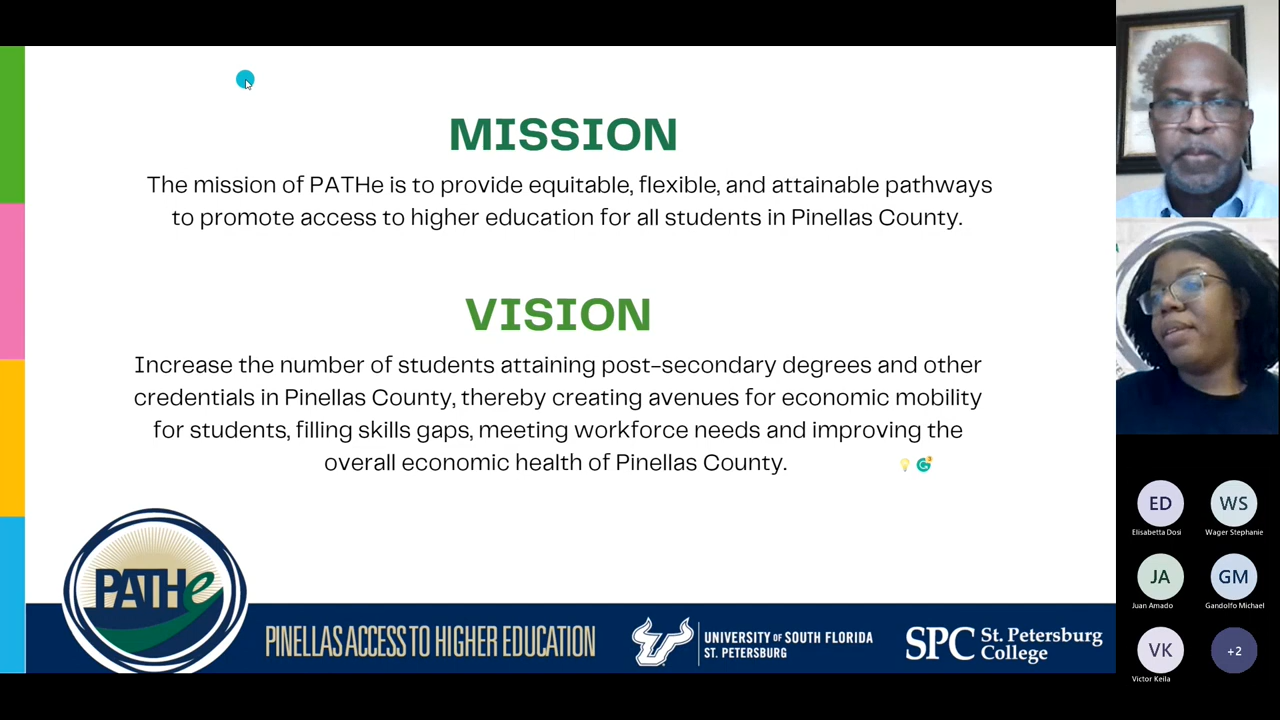 MISSION
The mission of PATHe is to provide equitable, flexible, and attainable pathways
to promote access to higher education for all students in Pinellas County.
VISION
Increase the number of students attaining post-secondary degrees and other
credentials in Pinellas County, thereby creating avenues for economic mobility
for students, filling skills gaps, meeting workforce needs and improving the
overall economic health of Pinellas County.
PATHe
PINELLAS ACCESS TO HIGHER EDUCATION
UNIVERSITY of SOUTH FLORIDA
ST. PETERSBURG
SPC
St. Petersburg
College
ED
Elisabetta Dosi
WS
Wager Stephanie
JA
Juan Amado
GM
Gandolfo Michael
VK
Victor Keila
+2